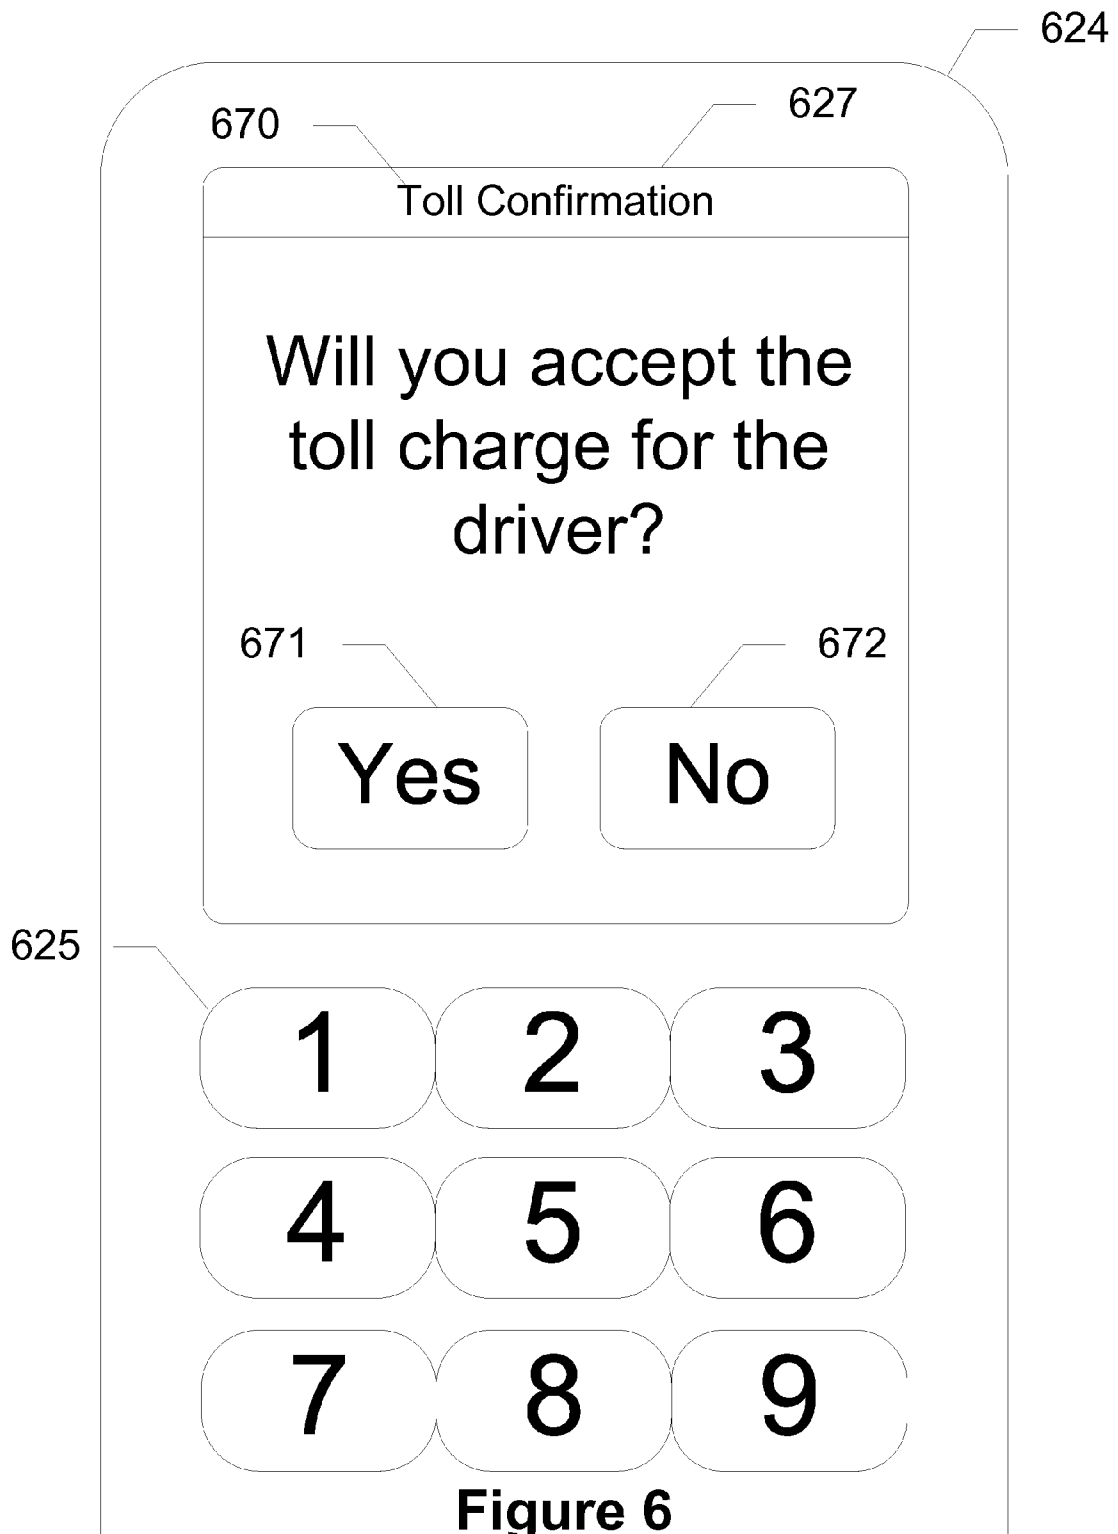 624
670
627
Toll Confirmation
Will you accept the
toll charge for the
driver?
671
672
Yes No
625
1 2 3
4 5 6
7 8 9
Figure 6